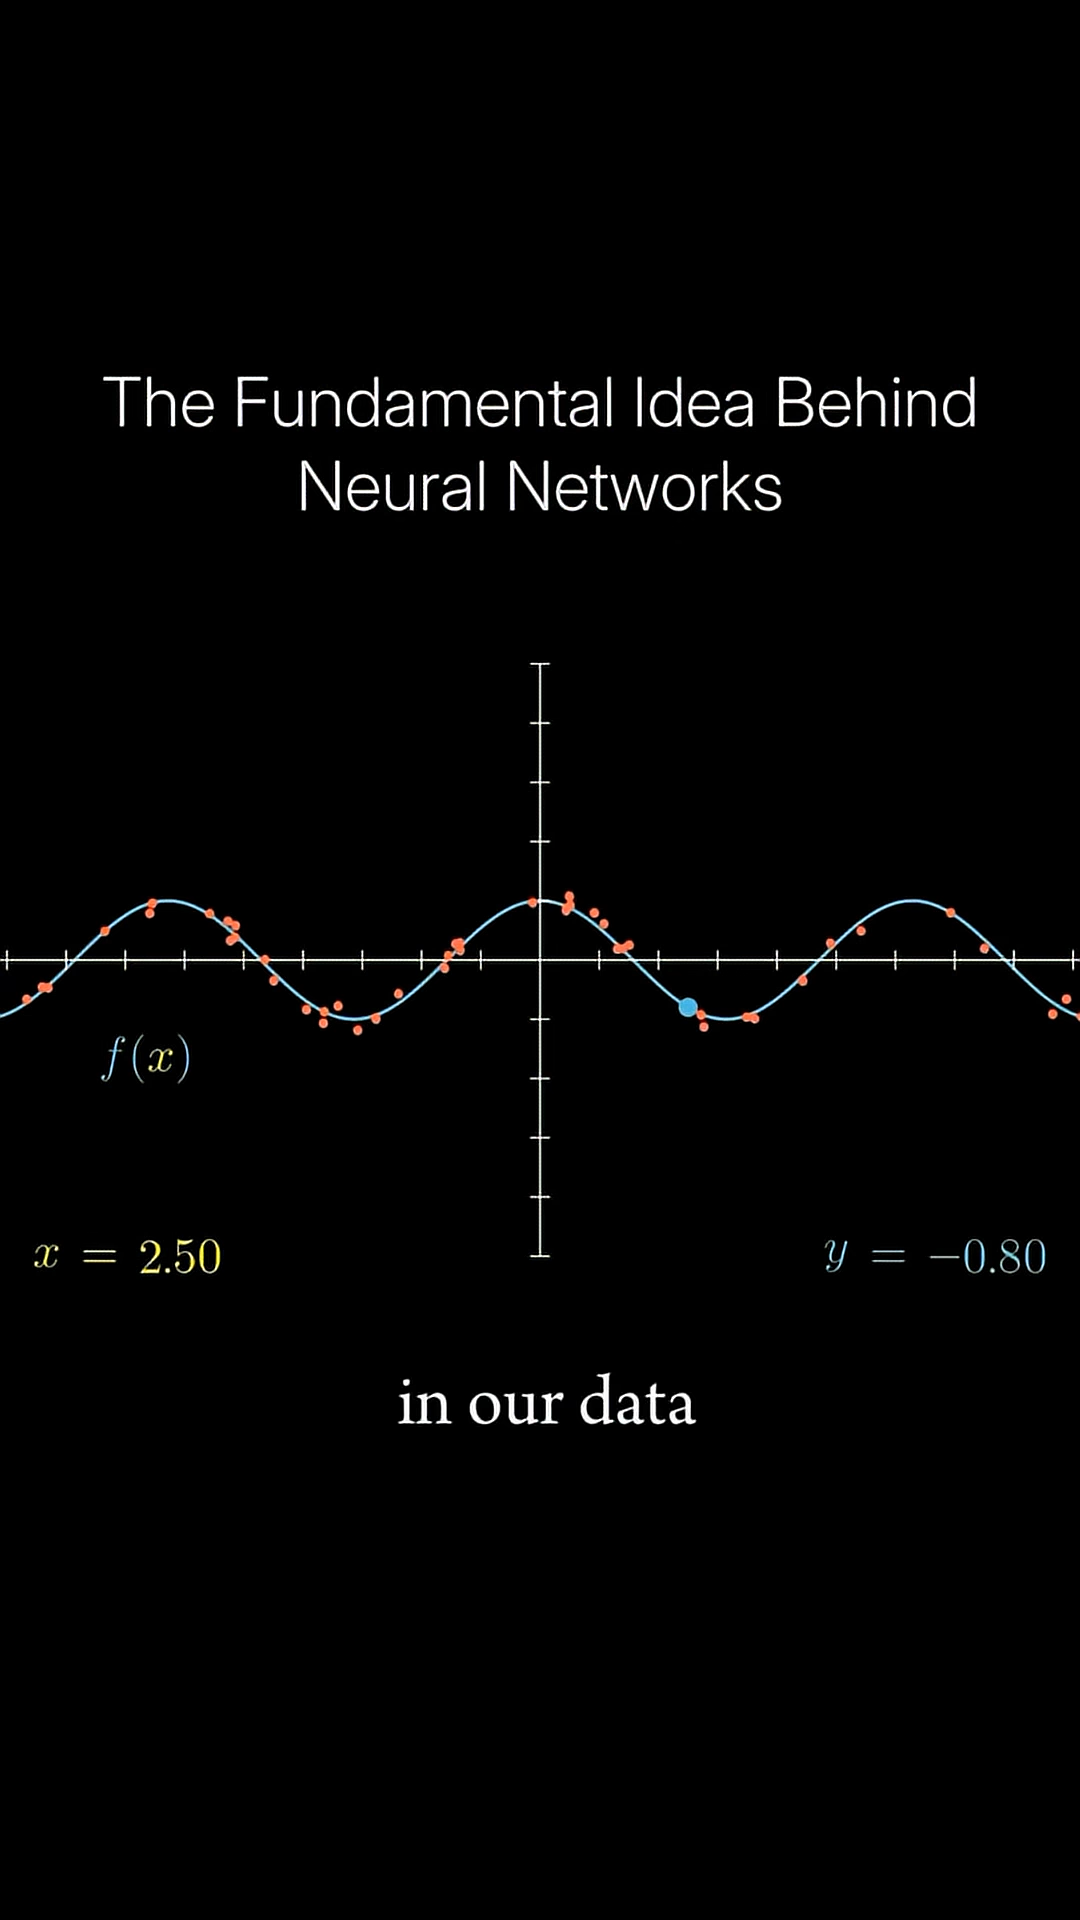 The Fundamental Idea Behind
Neural Networks
f(x)
x = 2.50
y = −0.80
in our data